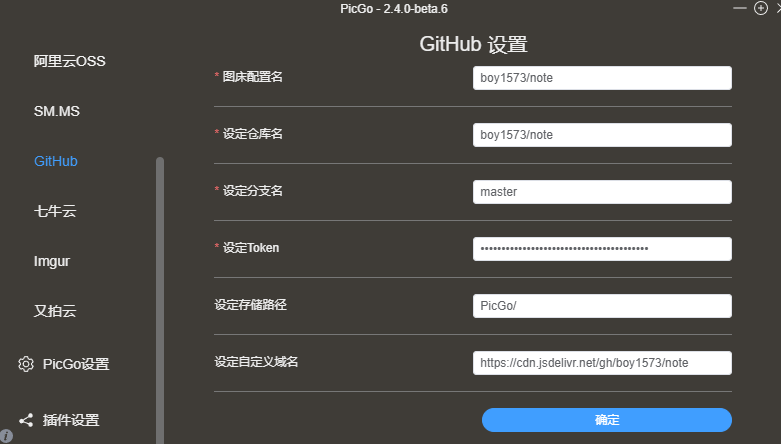 PicGo - 2.4.0-beta.6
GitHub 设置
阿里云OSS
SM.MS
GitHub
七牛云
Imgur
又拍云
PicGo设置
插件设置
* 图床配置名
boy1573/note
* 设定仓库名
boy1573/note
* 设定分支名
master
* 设定Token
••••••••••••••••••••••••••••••••••••••••
设定存储路径
PicGo/
设定自定义域名
https://cdn.jsdelivr.net/gh/boy1573/note
确定